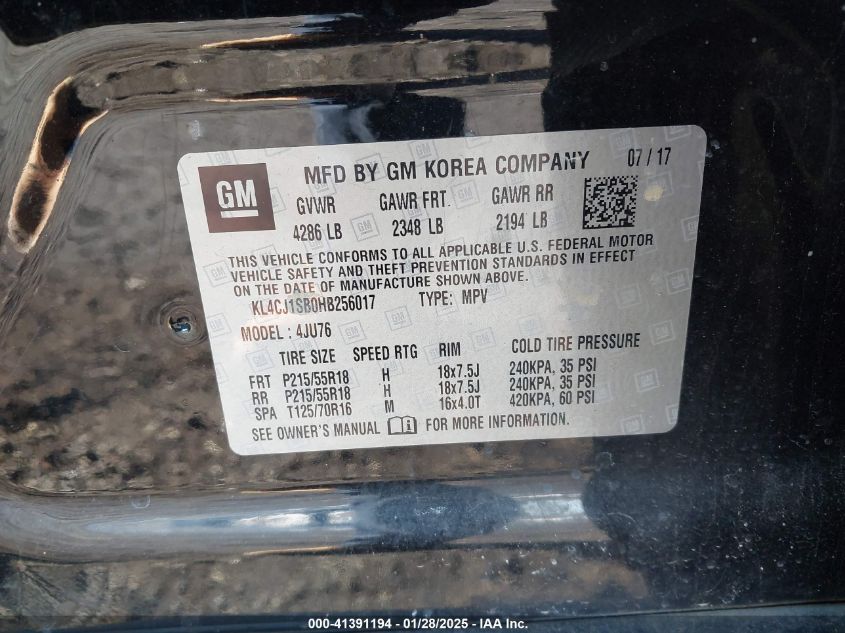 GM
MFD BY GM KOREA COMPANY 07 / 17
GVWR GAWR FRT. GAWR RR
4286 LB 2348 LB 2194 LB
THIS VEHICLE CONFORMS TO ALL APPLICABLE U.S. FEDERAL MOTOR
VEHICLE SAFETY AND THEFT PREVENTION STANDARDS IN EFFECT
ON THE DATE OF MANUFACTURE SHOWN ABOVE.
KL4CJ1SB0HB256017 TYPE: MPV
MODEL : 4JU76
TIRE SIZE SPEED RTG RIM COLD TIRE PRESSURE
FRT P215/55R18 H 18x7.5J 240KPA, 35 PSI
RR P215/55R18 H 18x7.5J 240KPA, 35 PSI
SPA T125/70R16 M 16x4.0T 420KPA, 60 PSI
SEE OWNER'S MANUAL FOR MORE INFORMATION.
000-41391194 - 01/28/2025 - IAA Inc.